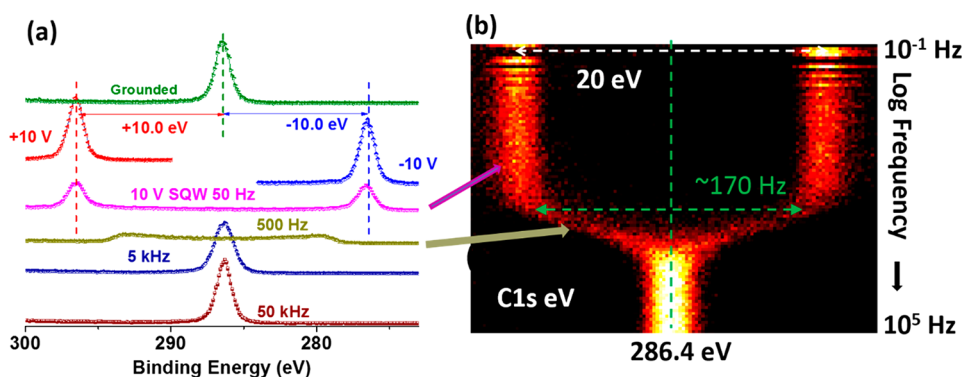 (a)
Grounded
+10 V
+10.0 eV
-10.0 eV
-10 V
10 V SQW 50 Hz
500 Hz
5 kHz
50 kHz
300
290
280
Binding Energy (eV)
(b)
20 eV
10⁻¹ Hz
~170 Hz
Log Frequency
C1s eV
10⁵ Hz
286.4 eV